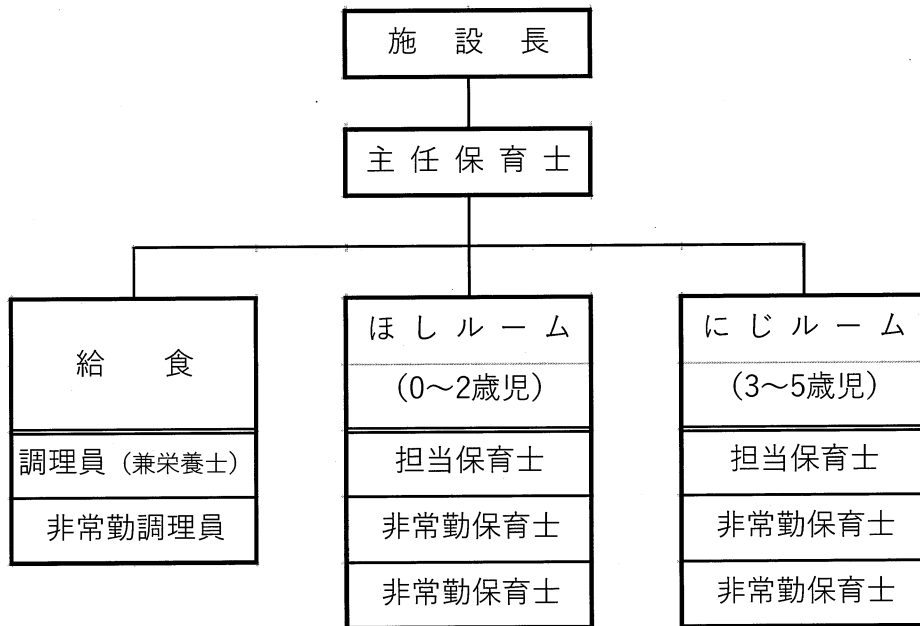 施設長
主任保育士
給食
調理員（兼栄養士）
非常勤調理員
ほしルーム
（0～2歳児）
担当保育士
非常勤保育士
非常勤保育士
にじルーム
（3～5歳児）
担当保育士
非常勤保育士
非常勤保育士